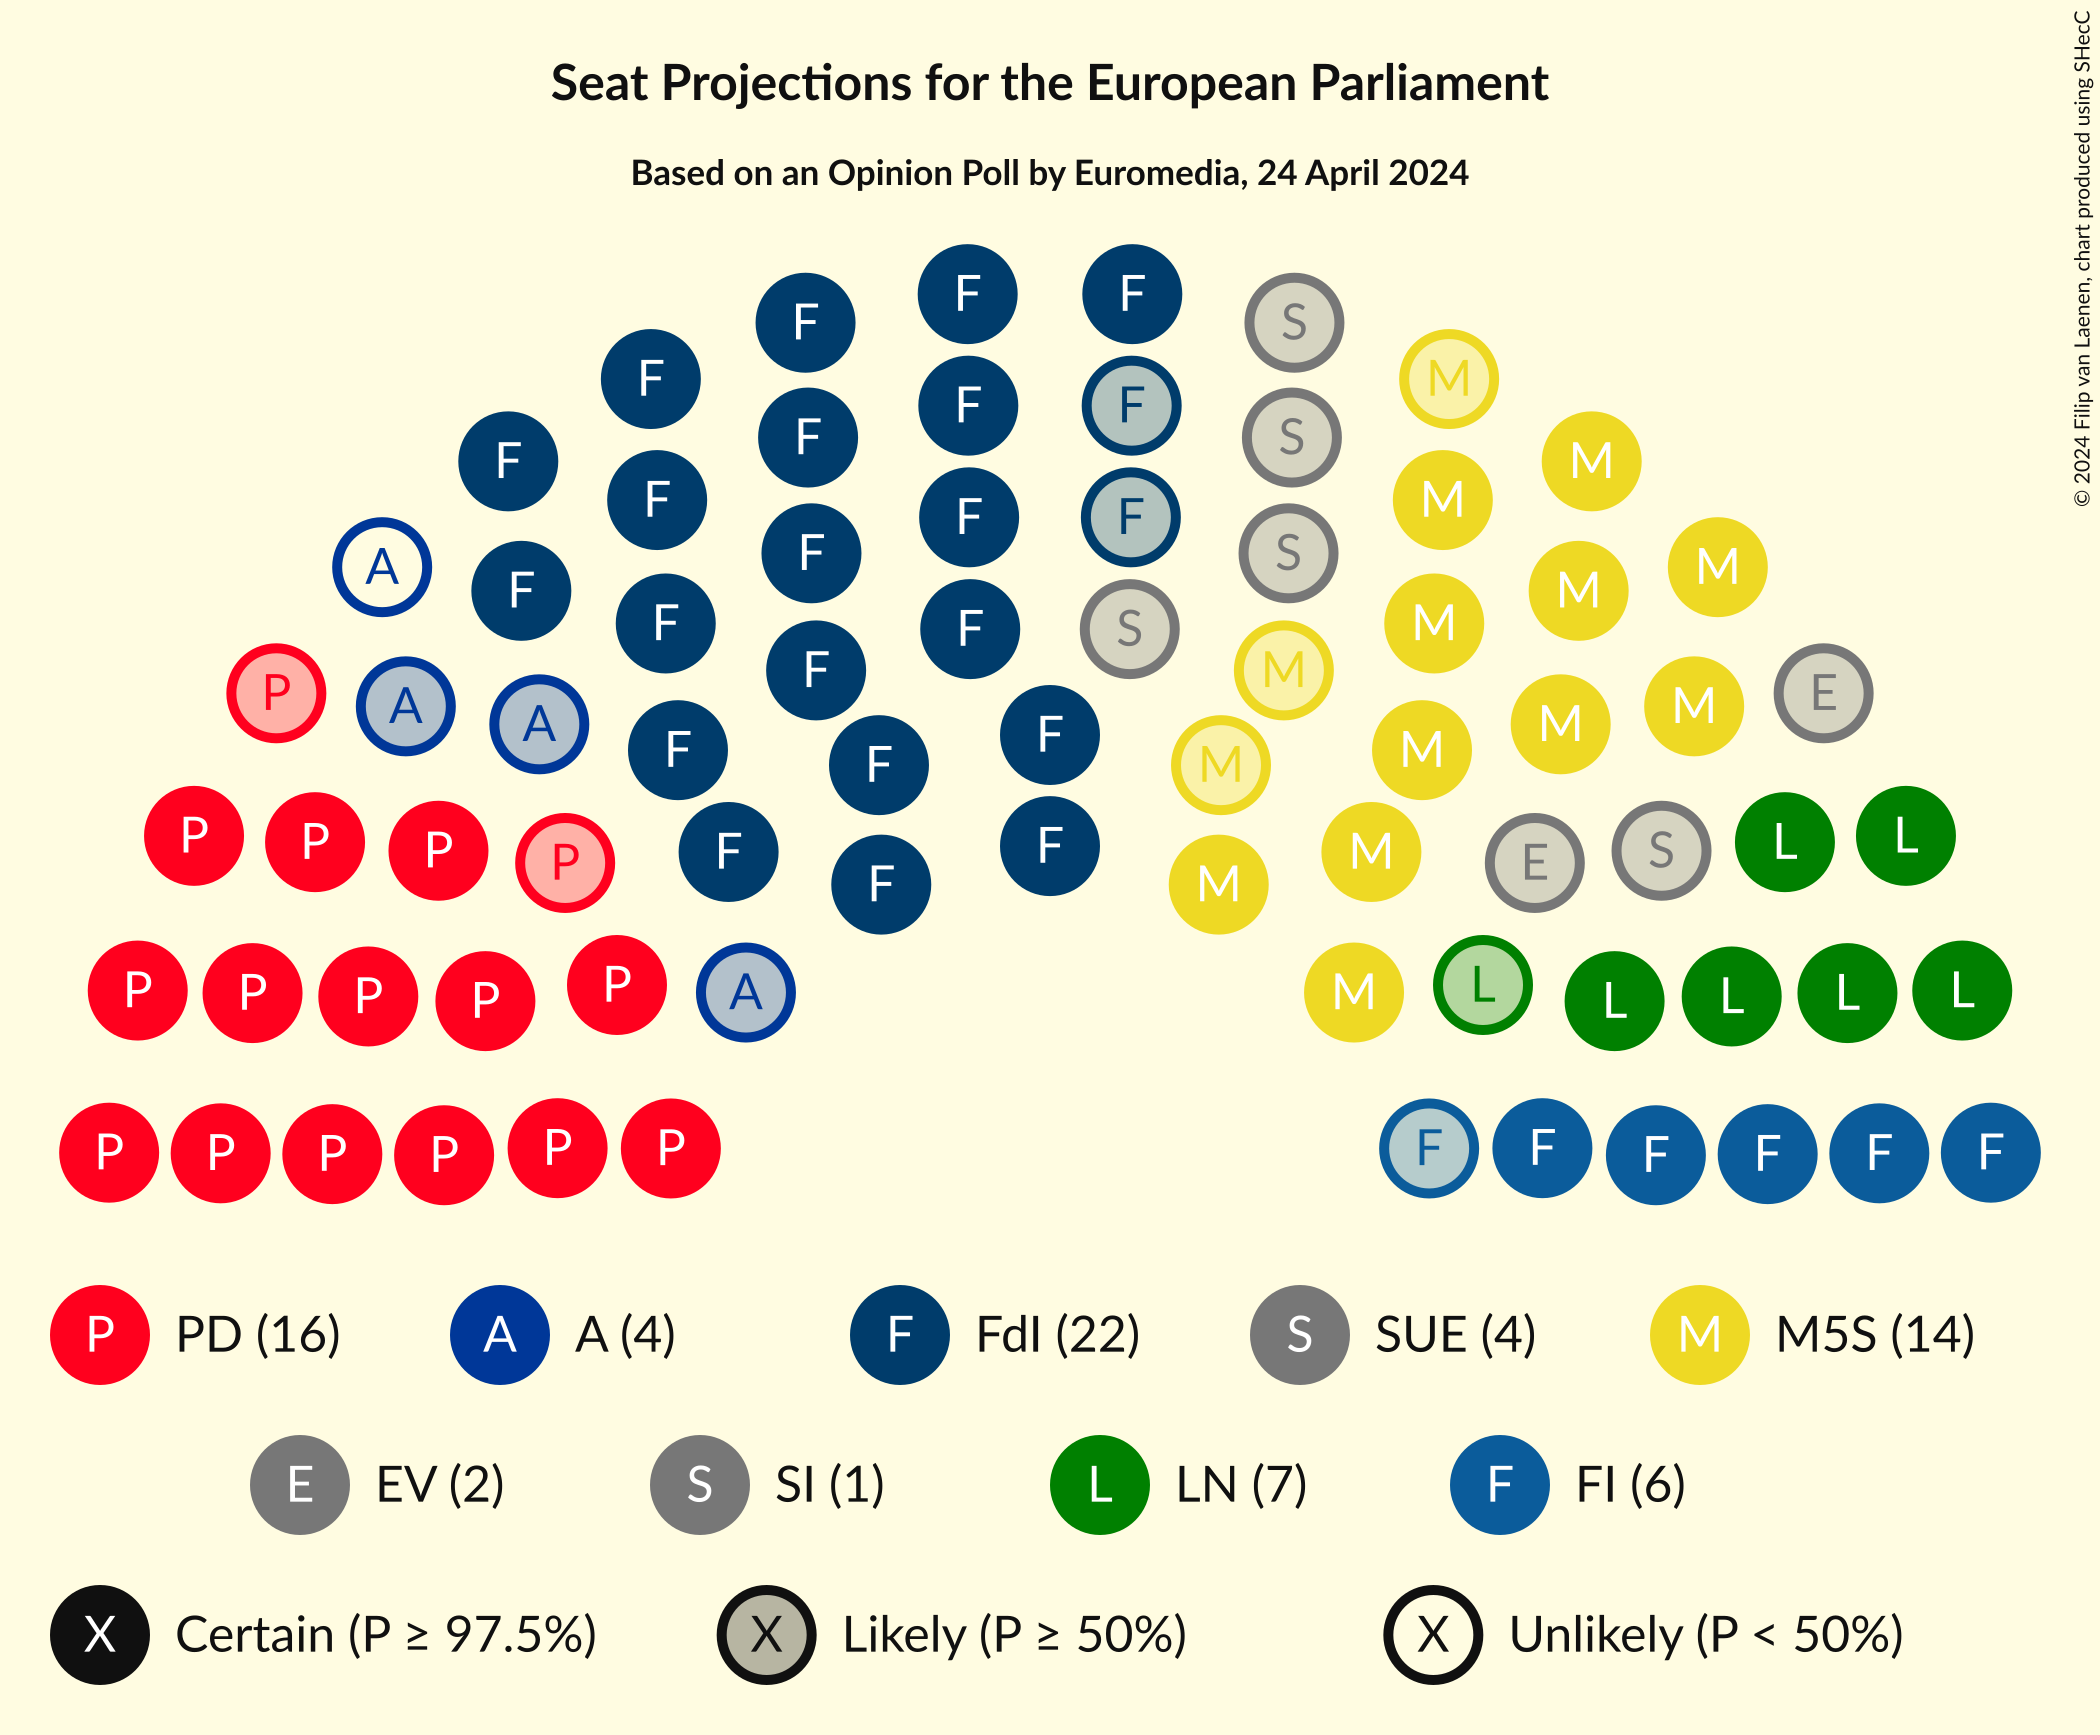 Seat Projections for the European Parliament
Based on an Opinion Poll by Euromedia, 24 April 2024
© 2024 Filip van Laenen, chart produced using SHecC
F F
F S
F M
F F
F S
F M
F M
F F
F S
A M
F M
F F
P M
F M
P A A F F F M M M M E
P P P P F F F F M M E S L L
P P P P P A M L L L L L
P P P P P P F F F F F F
P PD (16) A A (4) F FdI (22) S SUE (4) M M5S (14)
E EV (2) S SI (1) L LN (7) F FI (6)
X Certain (P ≥ 97.5%) X Likely (P ≥ 50%) X Unlikely (P < 50%)